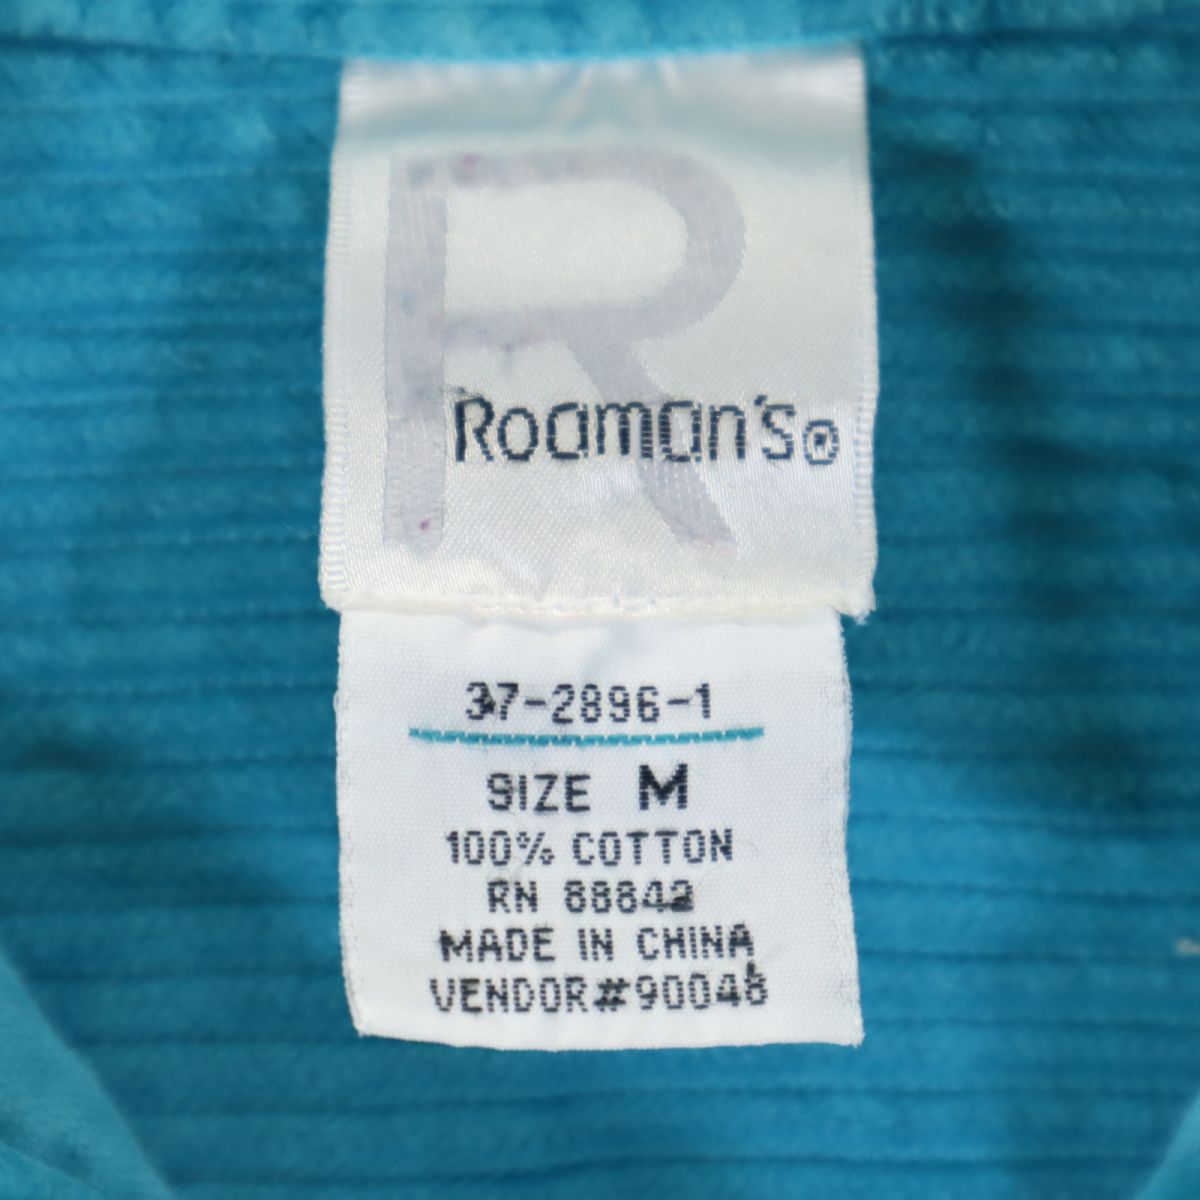 R
Roaman's®
37-2896-1
SIZE M
100% COTTON
RN 88842
MADE IN CHINA
VENDOR#90048